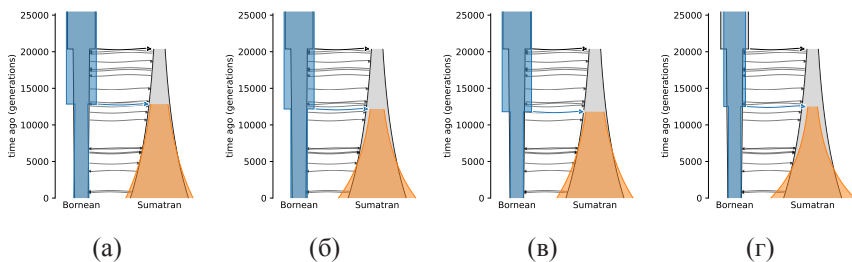 25000
20000
15000
10000
5000
0
time ago (generations)
Bornean Sumatran
(а)
25000
20000
15000
10000
5000
0
time ago (generations)
Bornean Sumatran
(б)
25000
20000
15000
10000
5000
0
time ago (generations)
Bornean Sumatran
(в)
25000
20000
15000
10000
5000
0
time ago (generations)
Bornean Sumatran
(г)